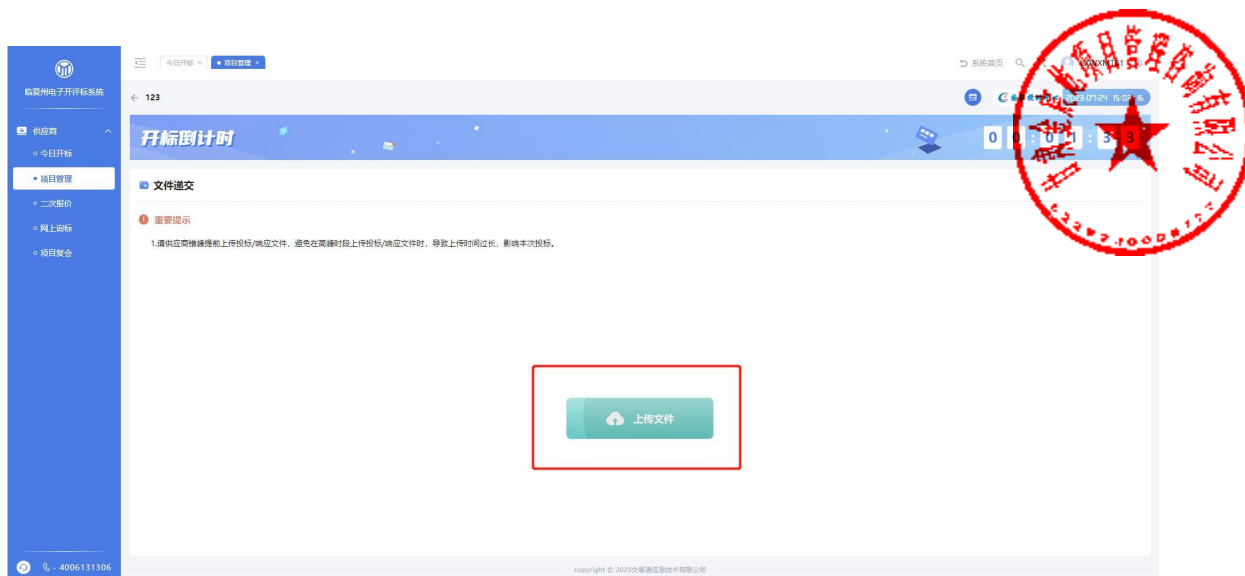 临夏州电子开评标系统
今日开标 ×
项目管理 ×
系统首页
← 123
供应商
今日开标
项目管理
二次报价
网上询标
项目复会
开标倒计时
文件递交
重要提示
1.请供应商错峰提前上传投标/响应文件，避免在高峰时段上传投标/响应文件时，导致上传时间过长，影响本次投标。
上传文件
4006131306
copyright © 2023交易通信息技术有限公司